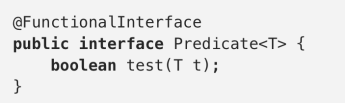 @FunctionalInterface
public interface Predicate<T> {
    boolean test(T t);
}